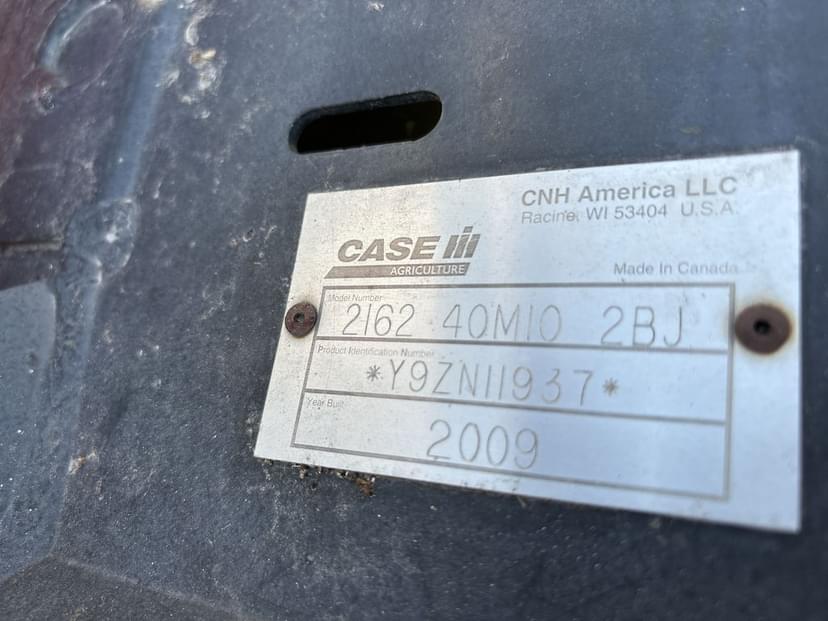 CNH America LLC
Racine, WI 53404 U.S.A.
CASE IH
AGRICULTURE
Made In Canada
Model Number
2162 40M10 2BJ
Product Identification Number
*Y9ZN11937*
Year Built
2009